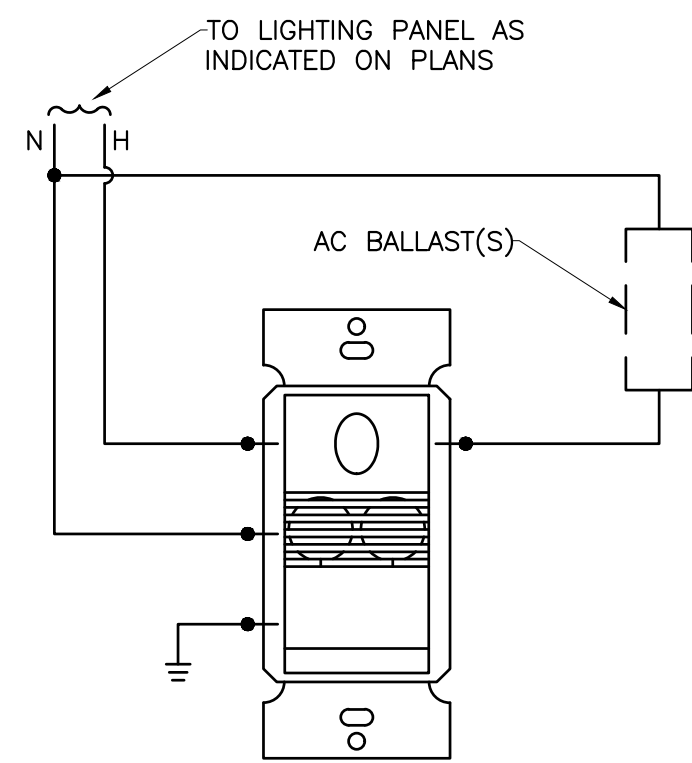 TO LIGHTING PANEL AS
INDICATED ON PLANS
N H
AC BALLAST(S)